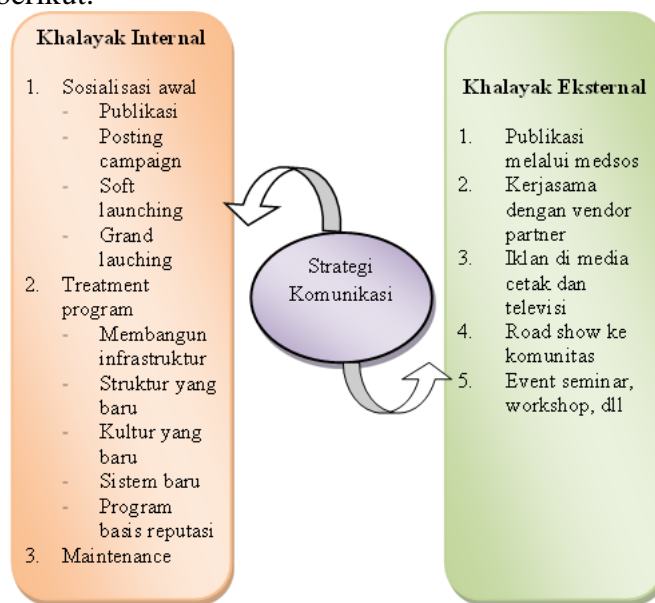 berikut:
Khalayak Internal
1. Sosialisasi awal
- Publikasi
- Posting
campaign
- Soft
launching
- Grand
lauching
2. Treatment
program
- Membangun
infrastruktur
- Struktur yang
baru
- Kultur yang
baru
- Sistem baru
- Program
basis reputasi
3. Maintenance
Strategi
Komunikasi
Khalayak Eksternal
1. Publikasi
melalui medsos
2. Kerjasama
dengan vendor
partner
3. Iklan di media
cetak dan
televisi
4. Road show ke
komunitas
5. Event seminar,
workshop, dll